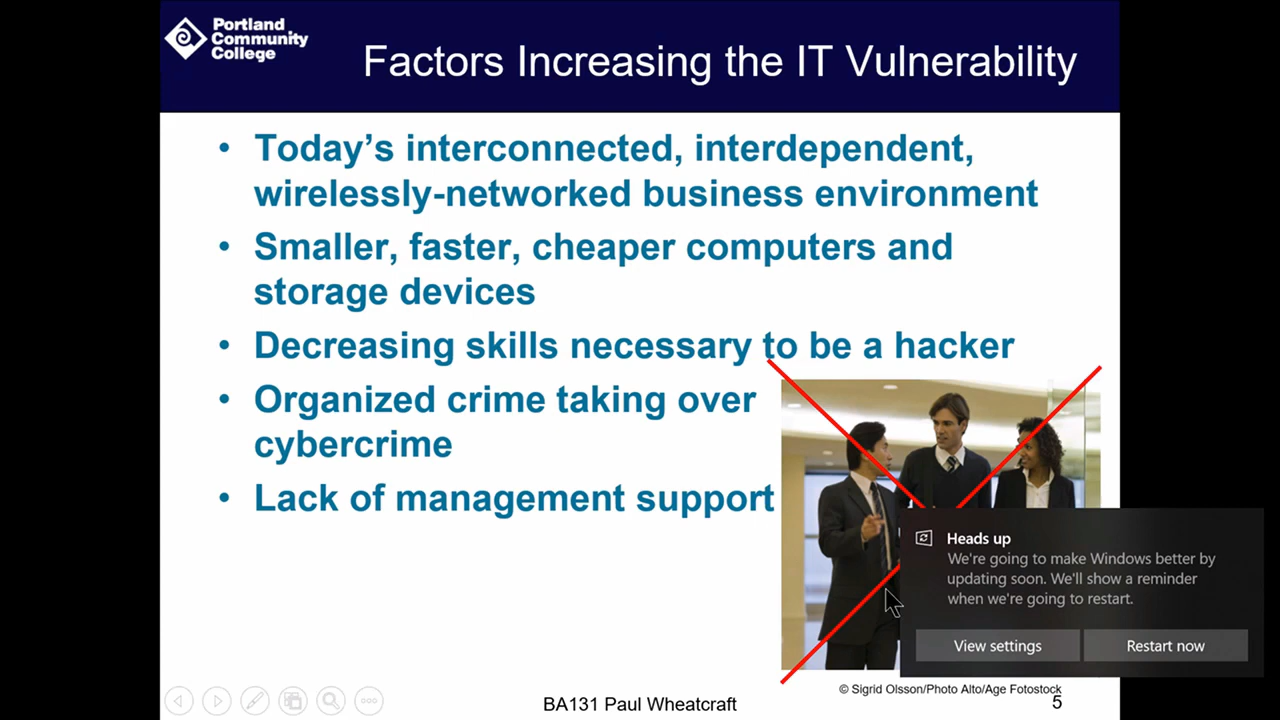 Portland
Community
College
Factors Increasing the IT Vulnerability
• Today’s interconnected, interdependent,
wirelessly-networked business environment
• Smaller, faster, cheaper computers and
storage devices
• Decreasing skills necessary to be a hacker
• Organized crime taking over
cybercrime
• Lack of management support
Heads up
We're going to make Windows better by
updating soon. We'll show a reminder
when we're going to restart.
View settings
Restart now
© Sigrid Olsson/Photo Alto/Age Fotostock
BA131 Paul Wheatcraft
5